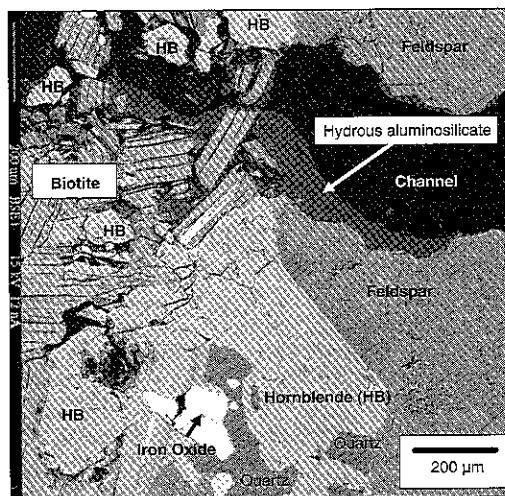 HB
HB
Feldspar
HB
Hydrous aluminosilicate
Biotite
Channel
HB
Feldspar
HB
Hornblende (HB)
Iron Oxide
Quartz
Quartz
200 µm